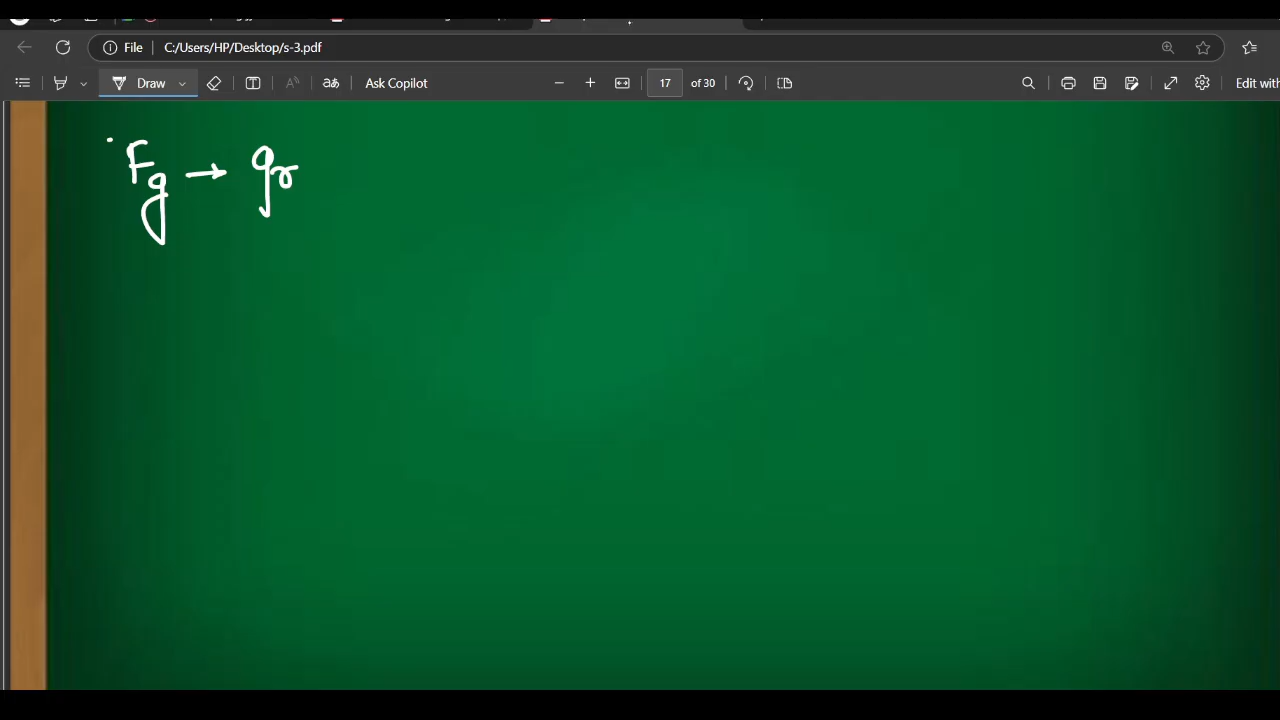 File | C:/Users/HP/Desktop/s-3.pdf
Draw Ask Copilot 17 of 30 Edit with
Fg → gr